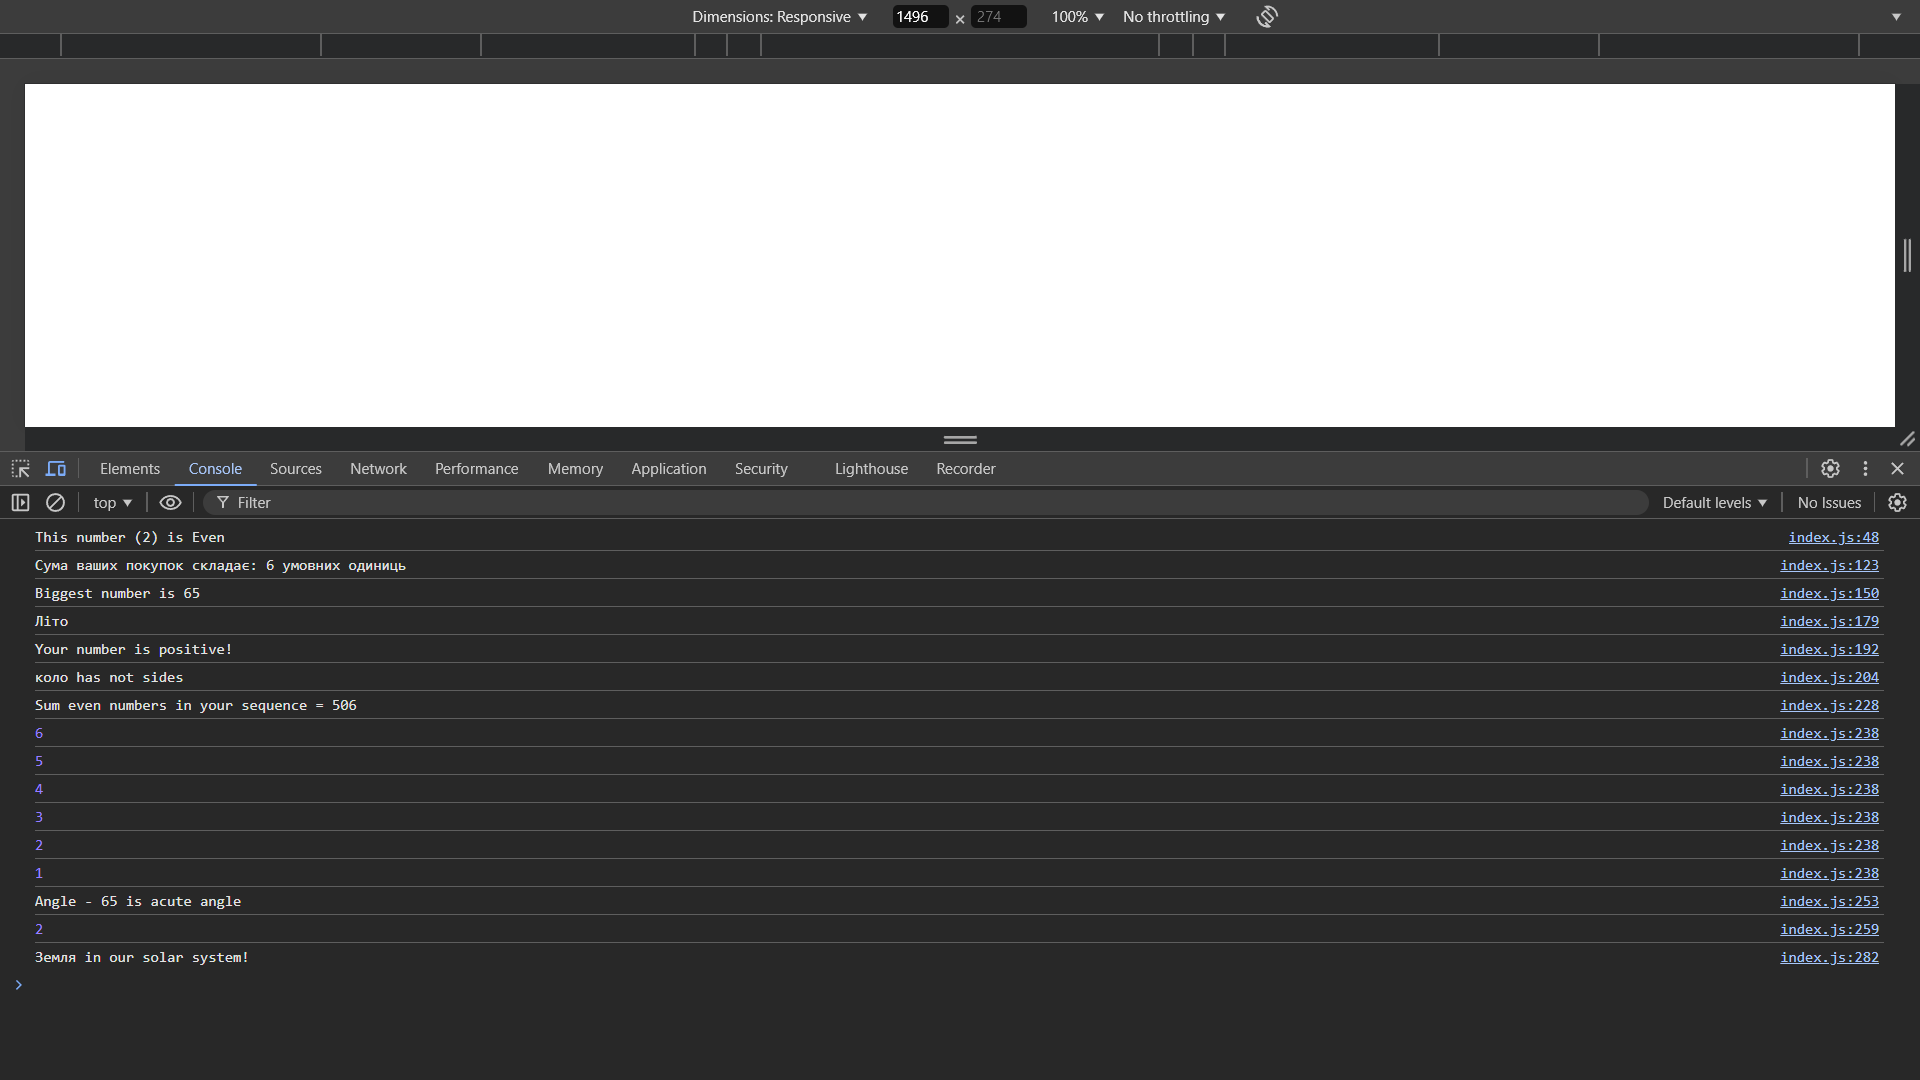 Dimensions: Responsive 1496 × 274 100% No throttling
Elements Console Sources Network Performance Memory Application Security Lighthouse Recorder
top Filter Default levels No Issues
This number (2) is Even index.js:48
Сума ваших покупок складає: 6 умовних одиниць index.js:123
Biggest number is 65 index.js:150
Літо index.js:179
Your number is positive! index.js:192
коло has not sides index.js:204
Sum even numbers in your sequence = 506 index.js:228
6 index.js:238
5 index.js:238
4 index.js:238
3 index.js:238
2 index.js:238
1 index.js:238
Angle - 65 is acute angle index.js:253
2 index.js:259
Земля in our solar system! index.js:282